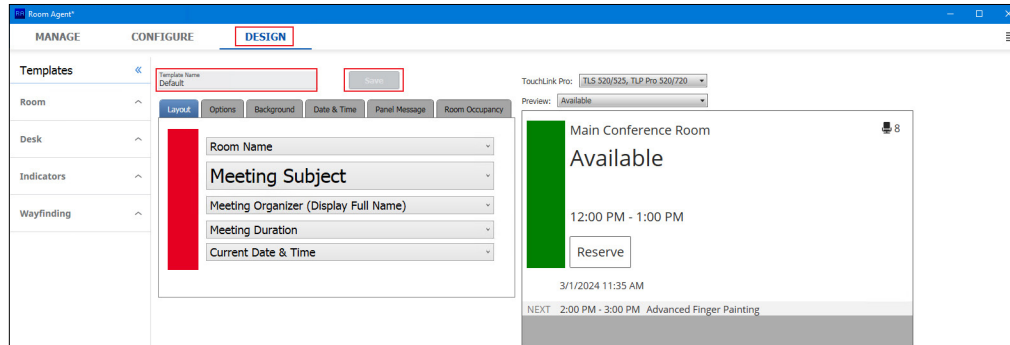 RA Room Agent*
MANAGE CONFIGURE DESIGN
Templates «
Room
Desk
Indicators
Wayfinding
Template Name
Default
Save
Layout Options Background Date & Time Panel Message Room Occupancy
Room Name
Meeting Subject
Meeting Organizer (Display Full Name)
Meeting Duration
Current Date & Time
TouchLink Pro: TLS 520/525, TLP Pro 520/720
Preview: Available
Main Conference Room 8
Available
12:00 PM - 1:00 PM
Reserve
3/1/2024 11:35 AM
NEXT 2:00 PM - 3:00 PM Advanced Finger Painting